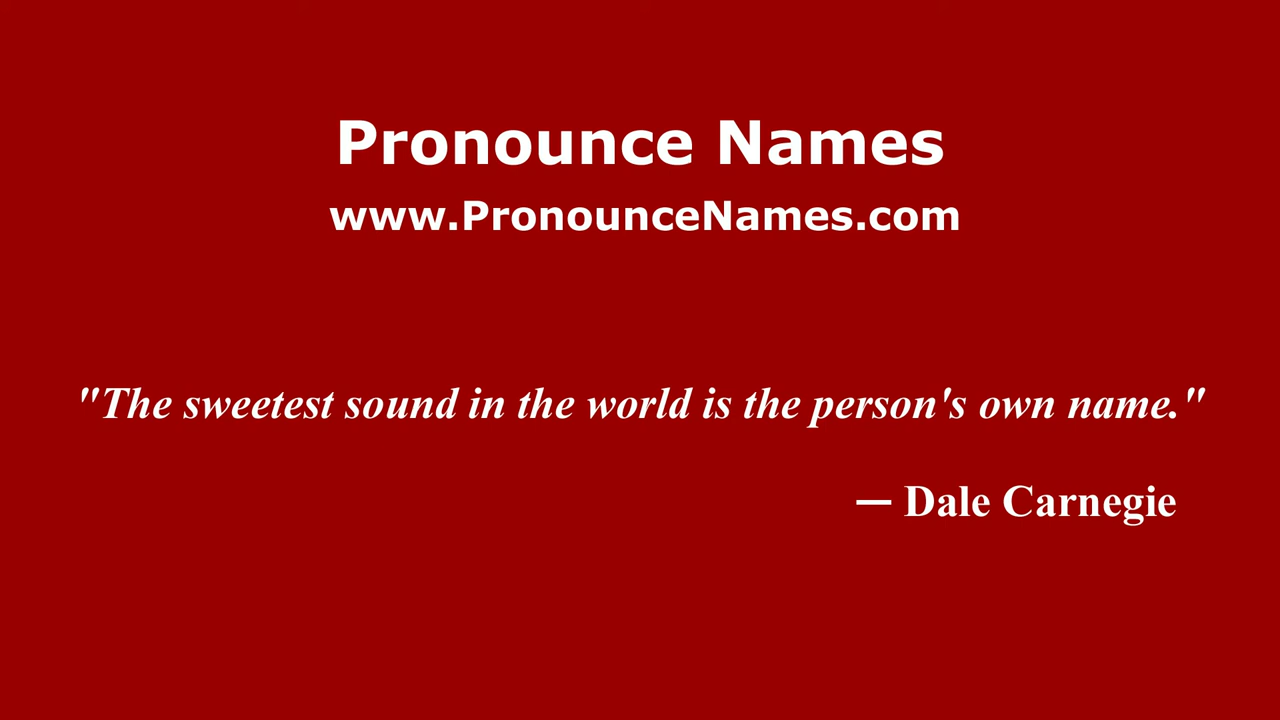 Pronounce Names
www.PronounceNames.com
"The sweetest sound in the world is the person's own name."
— Dale Carnegie